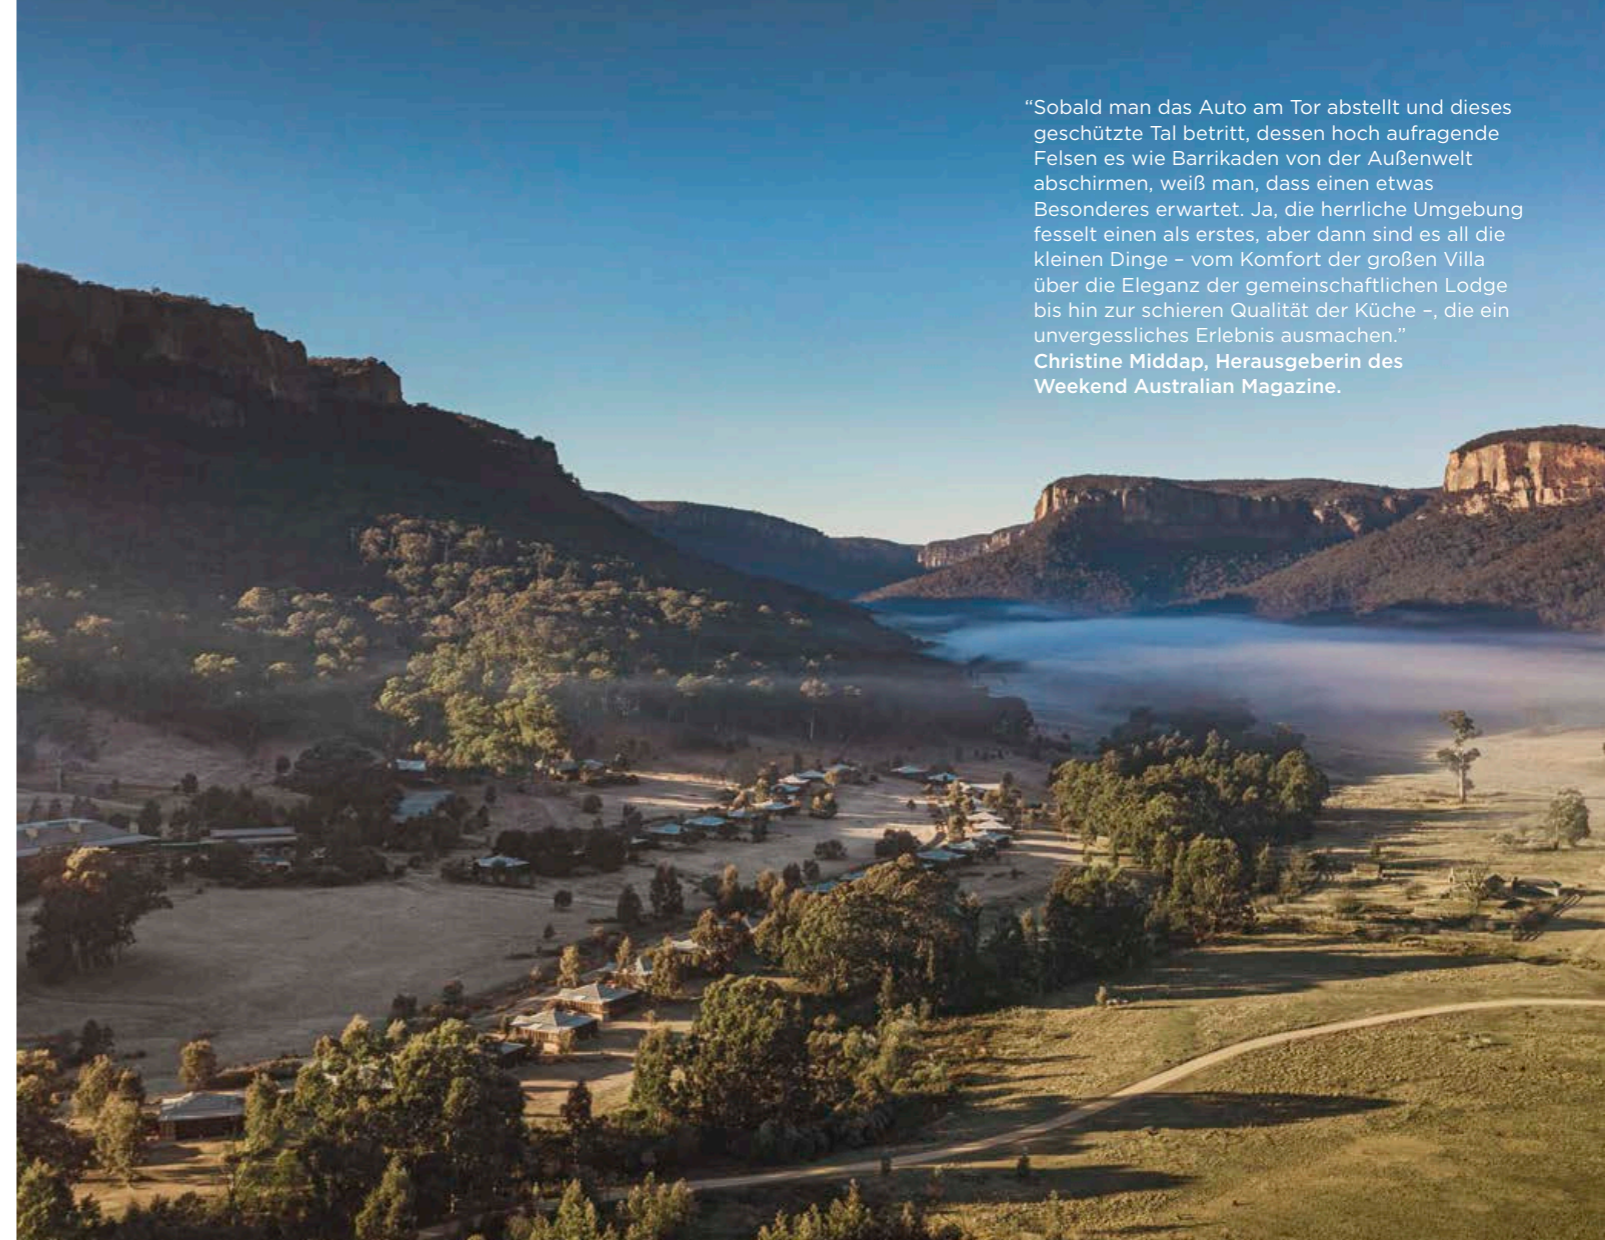 “Sobald man das Auto am Tor abstellt und dieses
geschützte Tal betritt, dessen hoch aufragende
Felsen es wie Barrikaden von der Außenwelt
abschirmen, weiß man, dass einen etwas
Besonderes erwartet. Ja, die herrliche Umgebung
fesselt einen als erstes, aber dann sind es all die
kleinen Dinge – vom Komfort der großen Villa
über die Eleganz der gemeinschaftlichen Lodge
bis hin zur schieren Qualität der Küche –, die ein
unvergessliches Erlebnis ausmachen.”
Christine Middap, Herausgeberin des
Weekend Australian Magazine.